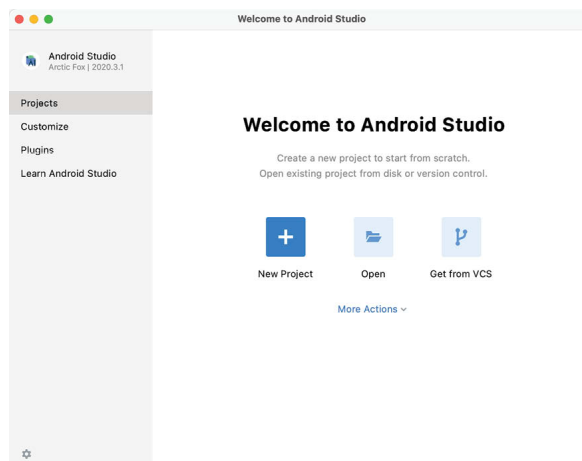 Welcome to Android Studio
Android Studio
Arctic Fox | 2020.3.1
Projects
Customize
Plugins
Learn Android Studio
Welcome to Android Studio
Create a new project to start from scratch.
Open existing project from disk or version control.
New Project
Open
Get from VCS
More Actions